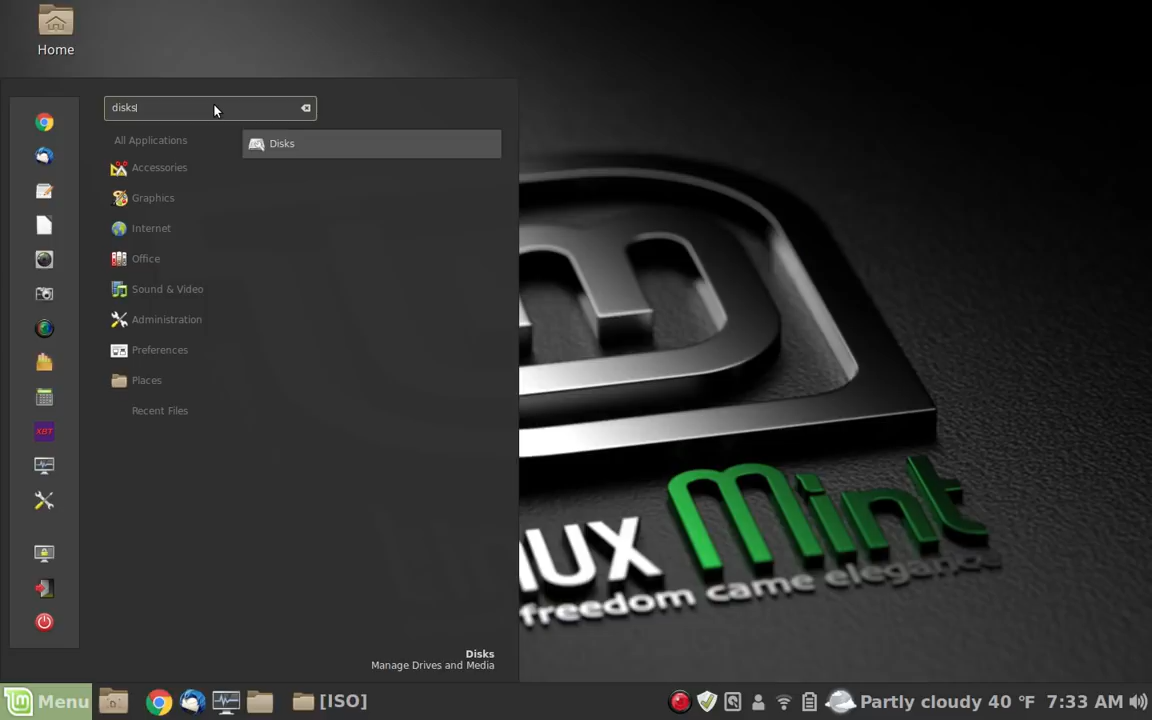 Home
disks
All Applications
Accessories
Graphics
Internet
Office
Sound & Video
Administration
Preferences
Places
Recent Files
Disks
XBT
Disks
Manage Drives and Media
UX Mint
freedom came elegance
Menu
[ISO]
Partly cloudy 40 °F
7:33 AM